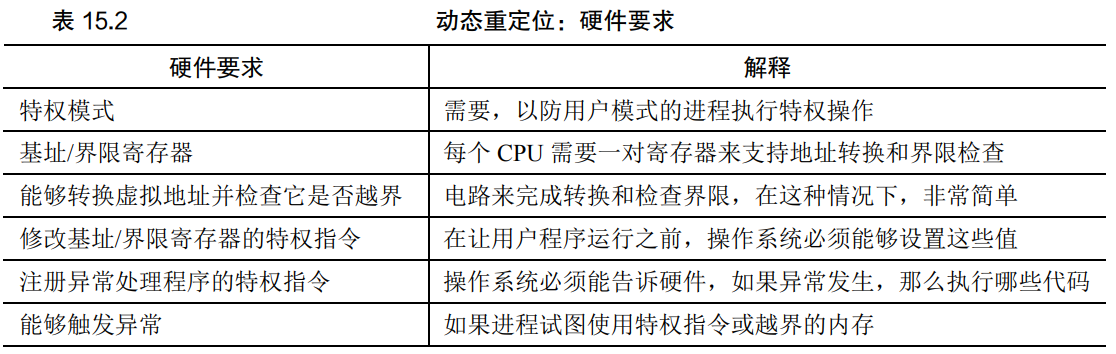 表 15.2 动态重定位：硬件要求
硬件要求 解释
特权模式 需要，以防用户模式的进程执行特权操作
基址/界限寄存器 每个 CPU 需要一对寄存器来支持地址转换和界限检查
能够转换虚拟地址并检查它是否越界 电路来完成转换和检查界限，在这种情况下，非常简单
修改基址/界限寄存器的特权指令 在让用户程序运行之前，操作系统必须能够设置这些值
注册异常处理程序的特权指令 操作系统必须能告诉硬件，如果异常发生，那么执行哪些代码
能够触发异常 如果进程试图使用特权指令或越界的内存